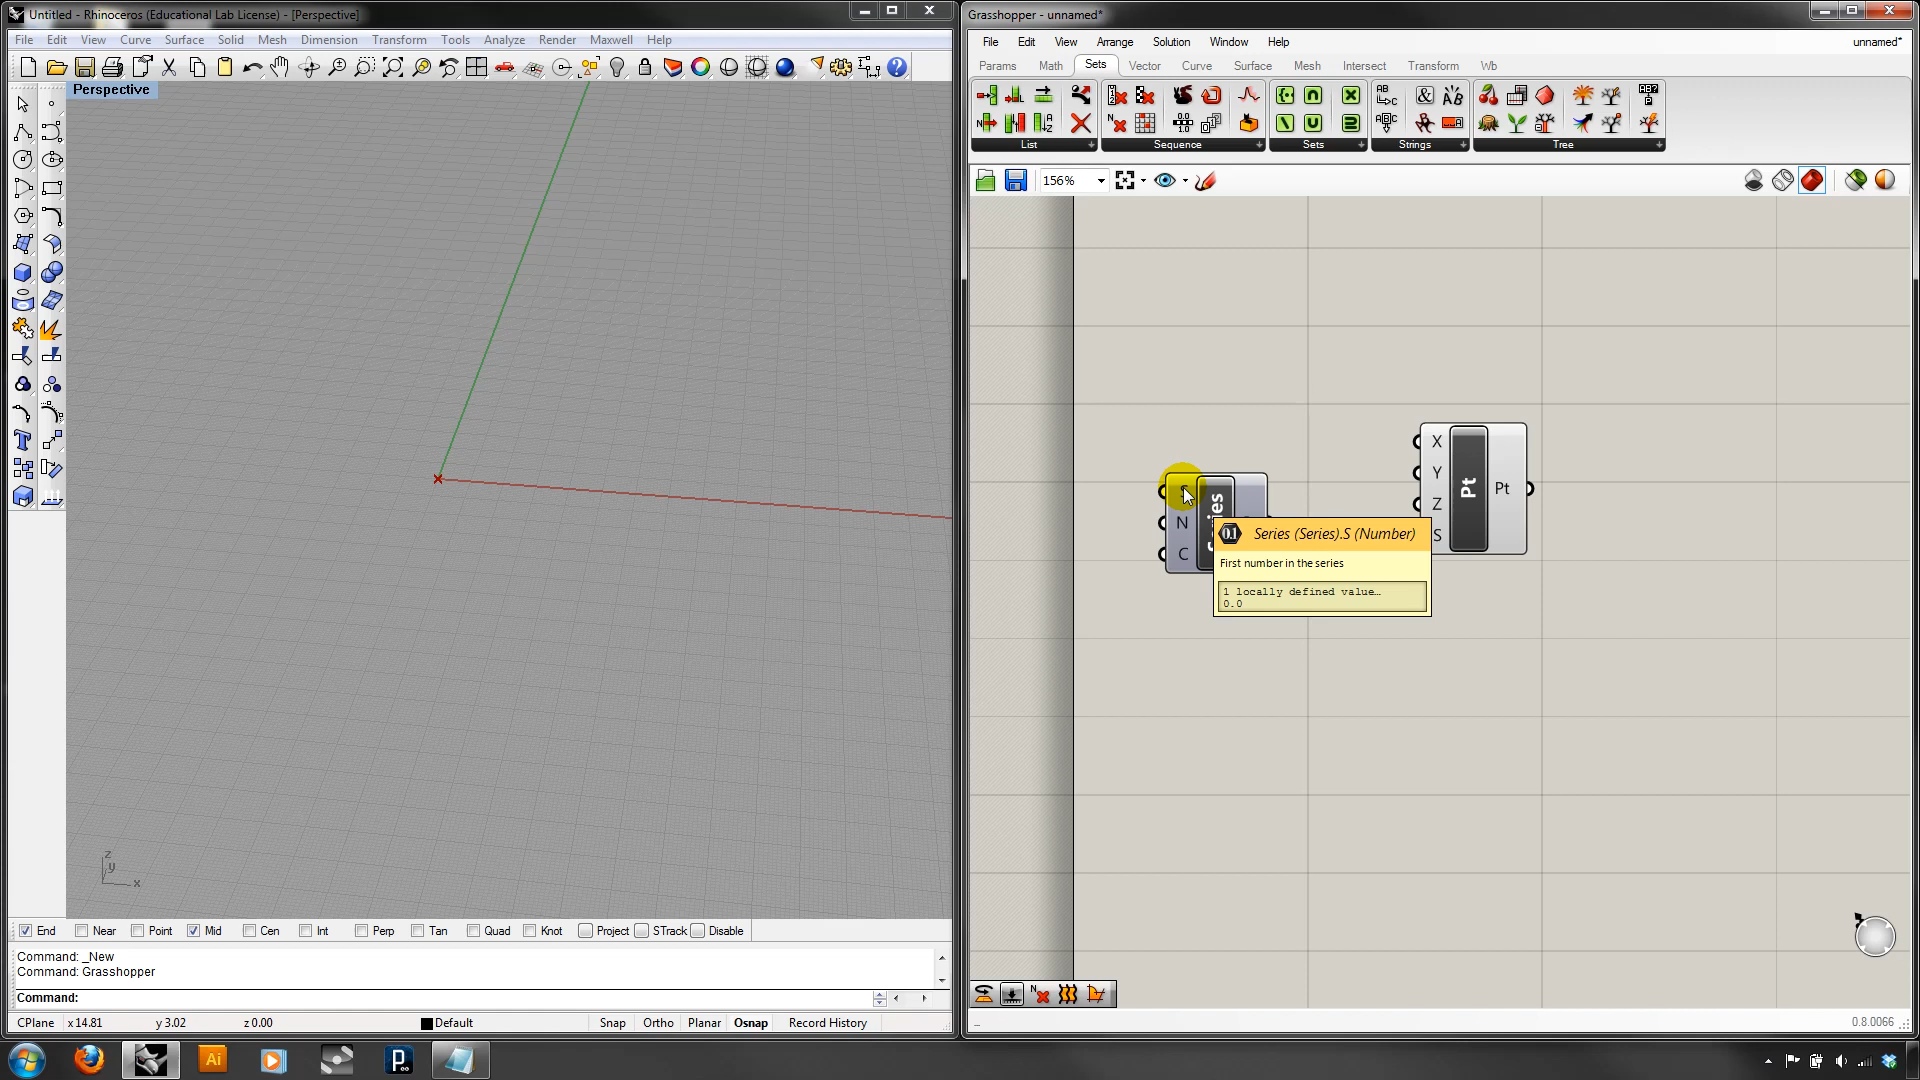 Untitled - Rhinoceros (Educational Lab License) - [Perspective]
File Edit View Curve Surface Solid Mesh Dimension Transform Tools Analyze Render Maxwell Help
Perspective
z
y
x
End Near Point Mid Cen Int Perp Tan Quad Knot Project STrack Disable
Command: _New
Command: Grasshopper
Command:
CPlane x 14.81 y 3.02 z 0.00 Default Snap Ortho Planar Osnap Record History
Grasshopper - unnamed*
File Edit View Arrange Solution Window Help unnamed*
Params Math Sets Vector Curve Surface Mesh Intersect Transform Wb
List Sequence Sets Strings Tree
156%
X
Y
Z
S
Pt
Pt
N
C
Series (Series).S (Number)
First number in the series
1 locally defined value…
0.0
0.8.0066
Ai